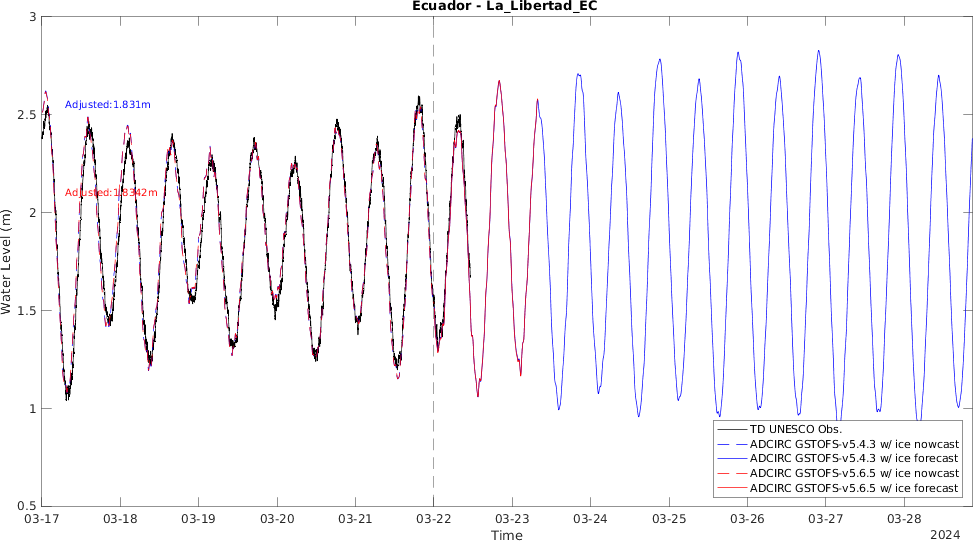 Ecuador - La_Libertad_EC
3
2.5
2
1.5
1
0.5
Water Level (m)
Adjusted:1.831m
Adjusted:1.8342m
TD UNESCO Obs.
ADCIRC GSTOFS-v5.4.3 w/ ice nowcast
ADCIRC GSTOFS-v5.4.3 w/ ice forecast
ADCIRC GSTOFS-v5.6.5 w/ ice nowcast
ADCIRC GSTOFS-v5.6.5 w/ ice forecast
03-17 03-18 03-19 03-20 03-21 03-22 03-23 03-24 03-25 03-26 03-27 03-28
Time
2024